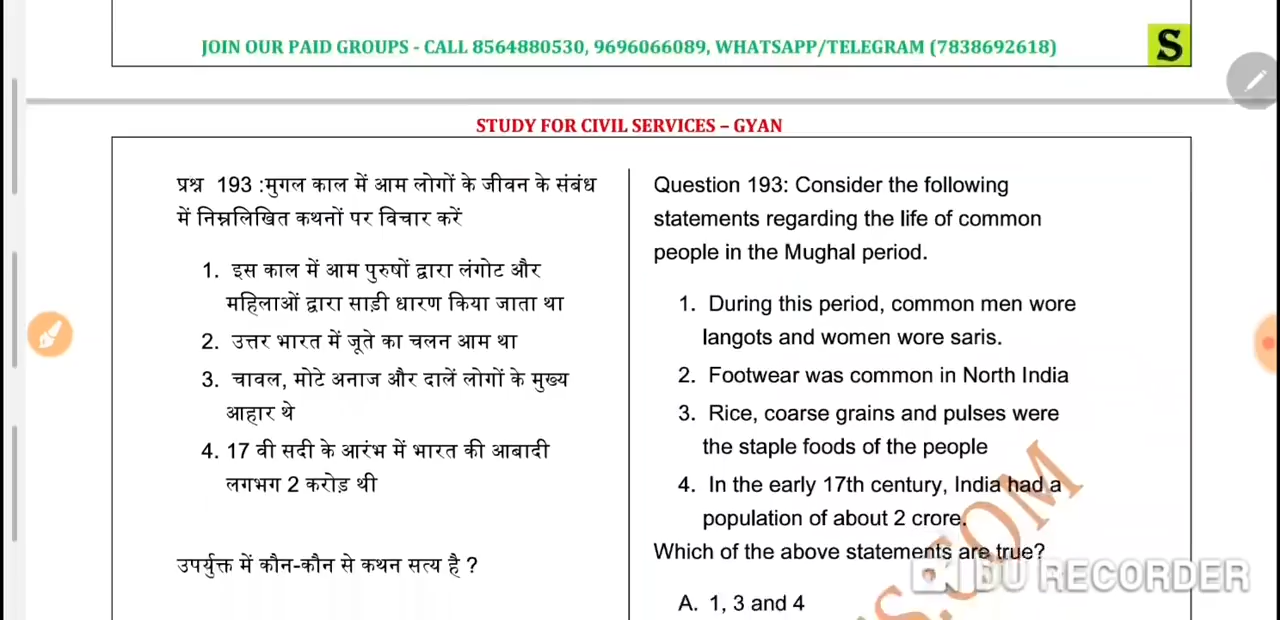 JOIN OUR PAID GROUPS - CALL 8564880530, 9696066089, WHATSAPP/TELEGRAM (7838692618)
S
STUDY FOR CIVIL SERVICES – GYAN
प्रश्न 193 :मुगल काल में आम लोगों के जीवन के संबंध
में निम्नलिखित कथनों पर विचार करें
1. इस काल में आम पुरुषों द्वारा लंगोट और
महिलाओं द्वारा साड़ी धारण किया जाता था
2. उत्तर भारत में जूते का चलन आम था
3. चावल, मोटे अनाज और दालें लोगों के मुख्य
आहार थे
4. 17 वी सदी के आरंभ में भारत की आबादी
लगभग 2 करोड़ थी
उपर्युक्त में कौन-कौन से कथन सत्य है ?
Question 193: Consider the following
statements regarding the life of common
people in the Mughal period.
1. During this period, common men wore
langots and women wore saris.
2. Footwear was common in North India
3. Rice, coarse grains and pulses were
the staple foods of the people
4. In the early 17th century, India had a
population of about 2 crore.
Which of the above statements are true?
A. 1, 3 and 4
S.COM
DU RECORDER